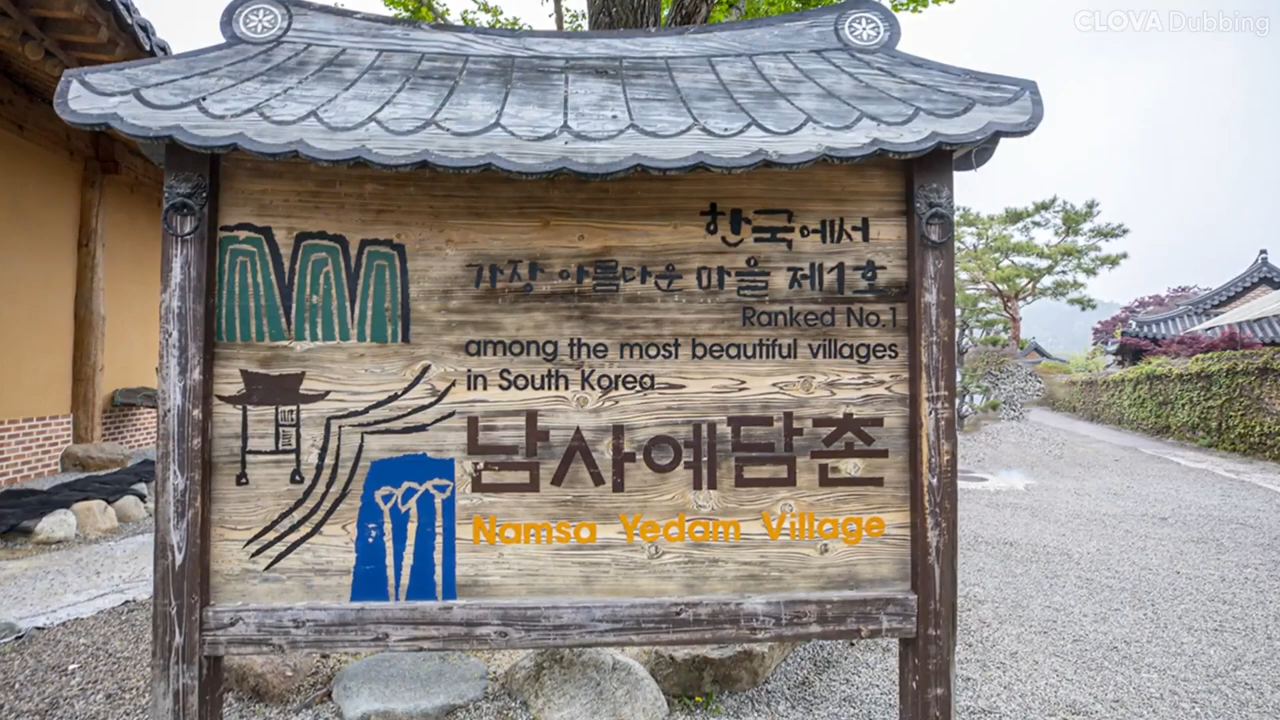 CLOVA Dubbing
한국에서
가장 아름다운 마을 제1호
Ranked No.1
among the most beautiful villages
in South Korea
남사예담촌
Namsa Yedam Village